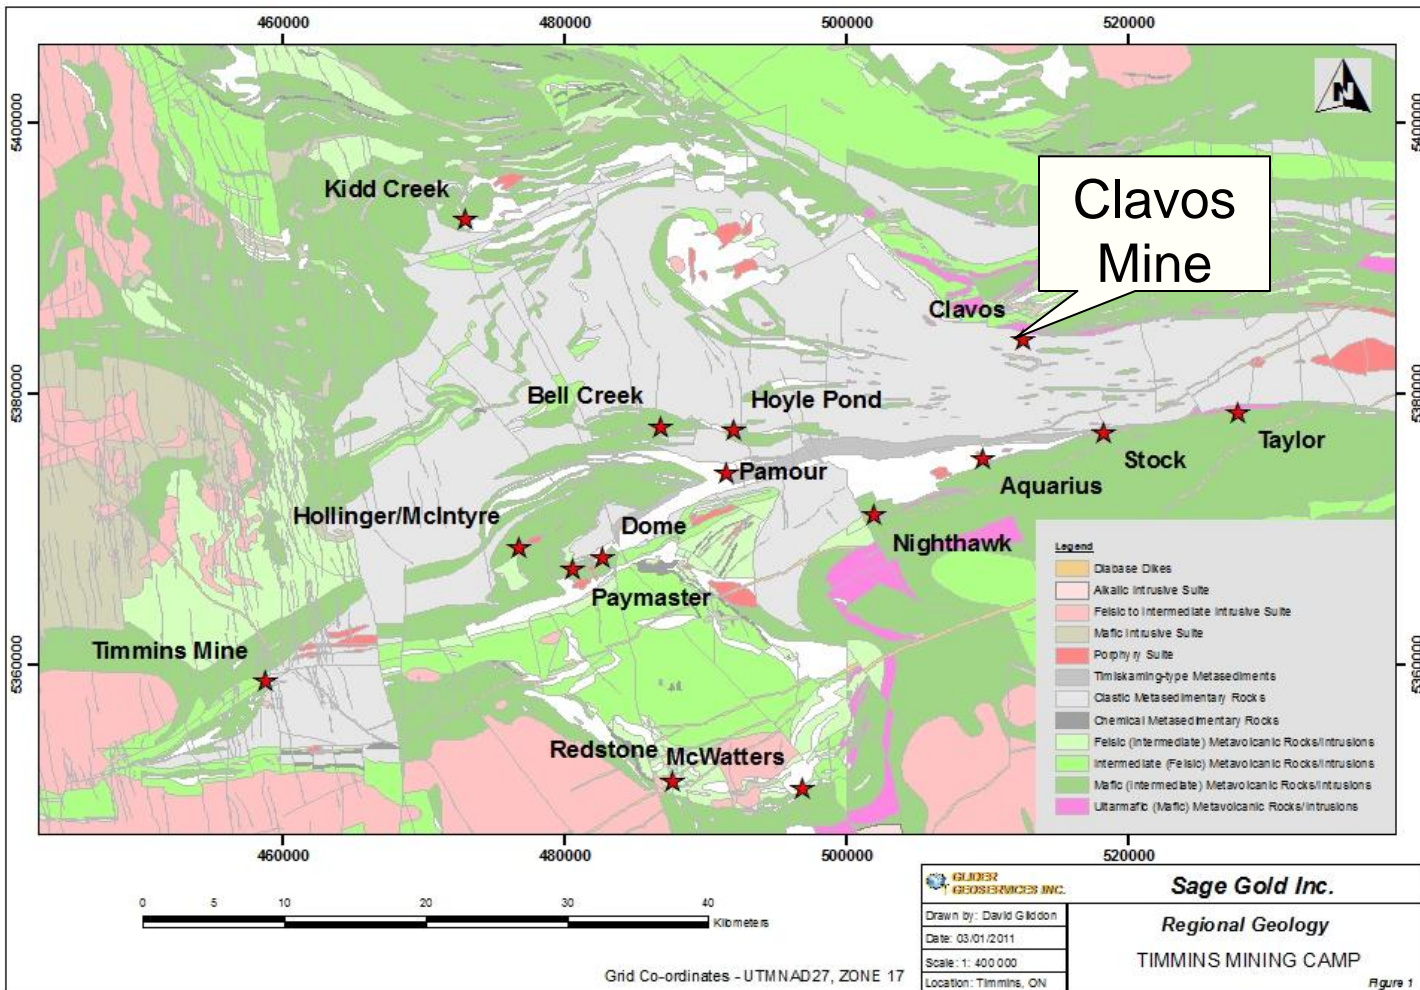 460000 480000 500000 520000
5400000 5400000
N
Clavos
Mine
Kidd Creek
Clavos
5380000 5380000
Bell Creek
Hoyle Pond
Taylor
Stock
Pamour
Aquarius
Hollinger/McIntyre
Dome
Nighthawk
Paymaster
Timmins Mine
5360000 5360000
Redstone
McWatters
Legend
Diabase Dikes
Alkalic Intrusive Suite
Felsic to Intermediate Intrusive Suite
Mafic Intrusive Suite
Porphyry Suite
Timiskaming-type Metasediments
Clastic Metasedimentary Rocks
Chemical Metasedimentary Rocks
Felsic (Intermediate) Metavolcanic Rocks/Intrusions
Intermediate (Felsic) Metavolcanic Rocks/Intrusions
Mafic (Intermediate) Metavolcanic Rocks/Intrusions
Ultarmafic (Mafic) Metavolcanic Rocks/Intrusions
460000 480000 500000 520000
0 5 10 20 30 40
Kilometers
Grid Co-ordinates - UTMNAD27, ZONE 17
GLIDER
GEOSERVICES INC.
Drawn by: David Gliddon
Date: 03/01/2011
Scale: 1: 400 000
Location: Timmins, ON
Sage Gold Inc.
Regional Geology
TIMMINS MINING CAMP
Figure 1